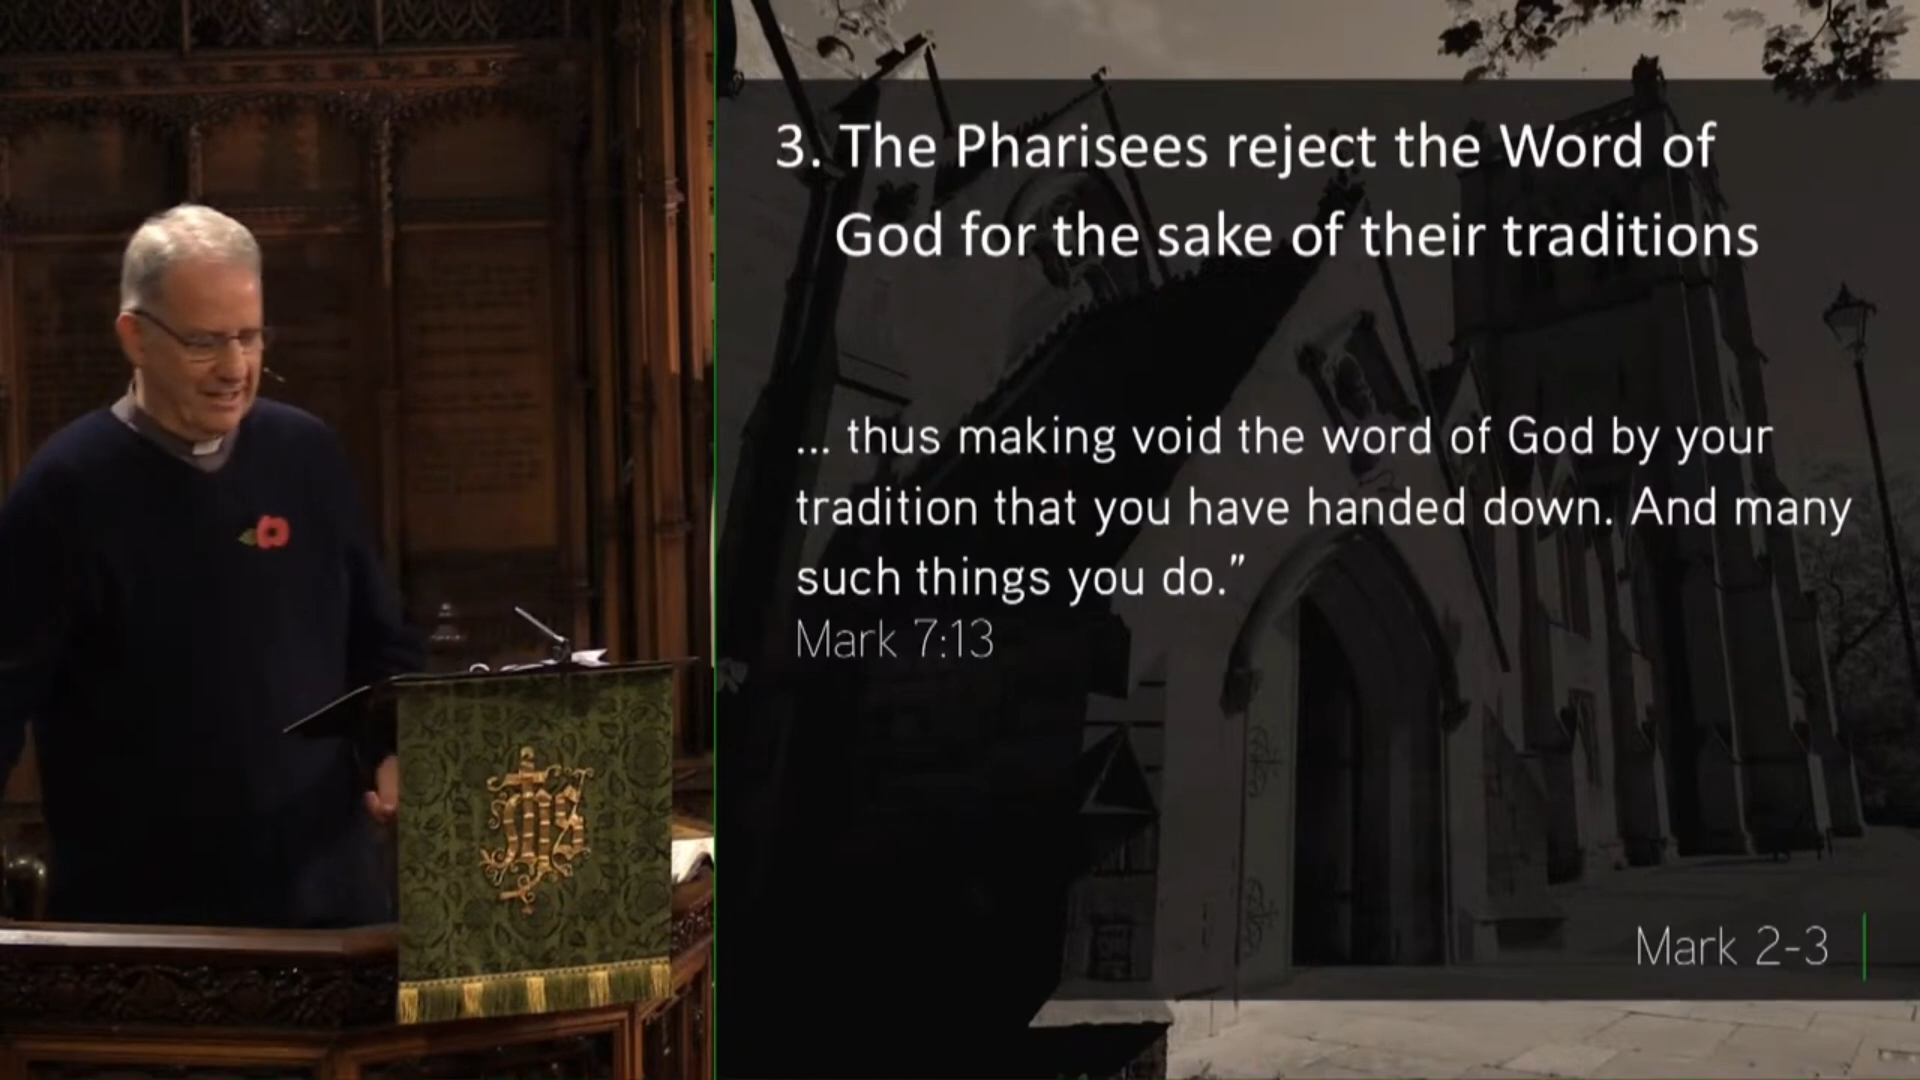 3. The Pharisees reject the Word of
God for the sake of their traditions
... thus making void the word of God by your
tradition that you have handed down. And many
such things you do.”
Mark 7:13
Mark 2-3
ihs